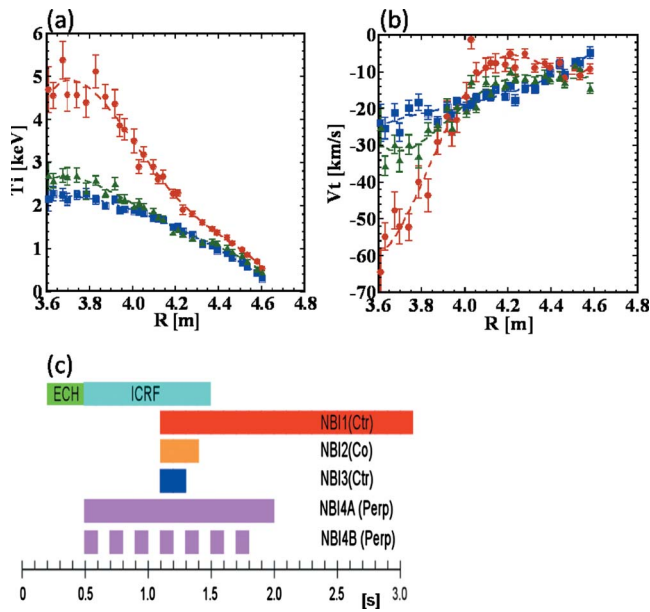 (a)
6
5
4
3
2
1
0
Ti [keV]
3.6 3.8 4.0 4.2 4.4 4.6 4.8
R [m]
(b)
0
-10
-20
-30
-40
-50
-60
-70
Vt [km/s]
3.6 3.8 4.0 4.2 4.4 4.6 4.8
R [m]
(c)
ECH ICRF
NBI1(Ctr)
NBI2(Co)
NBI3(Ctr)
NBI4A (Perp)
NBI4B (Perp)
0 0.5 1.0 1.5 2.0 [s] 3.0